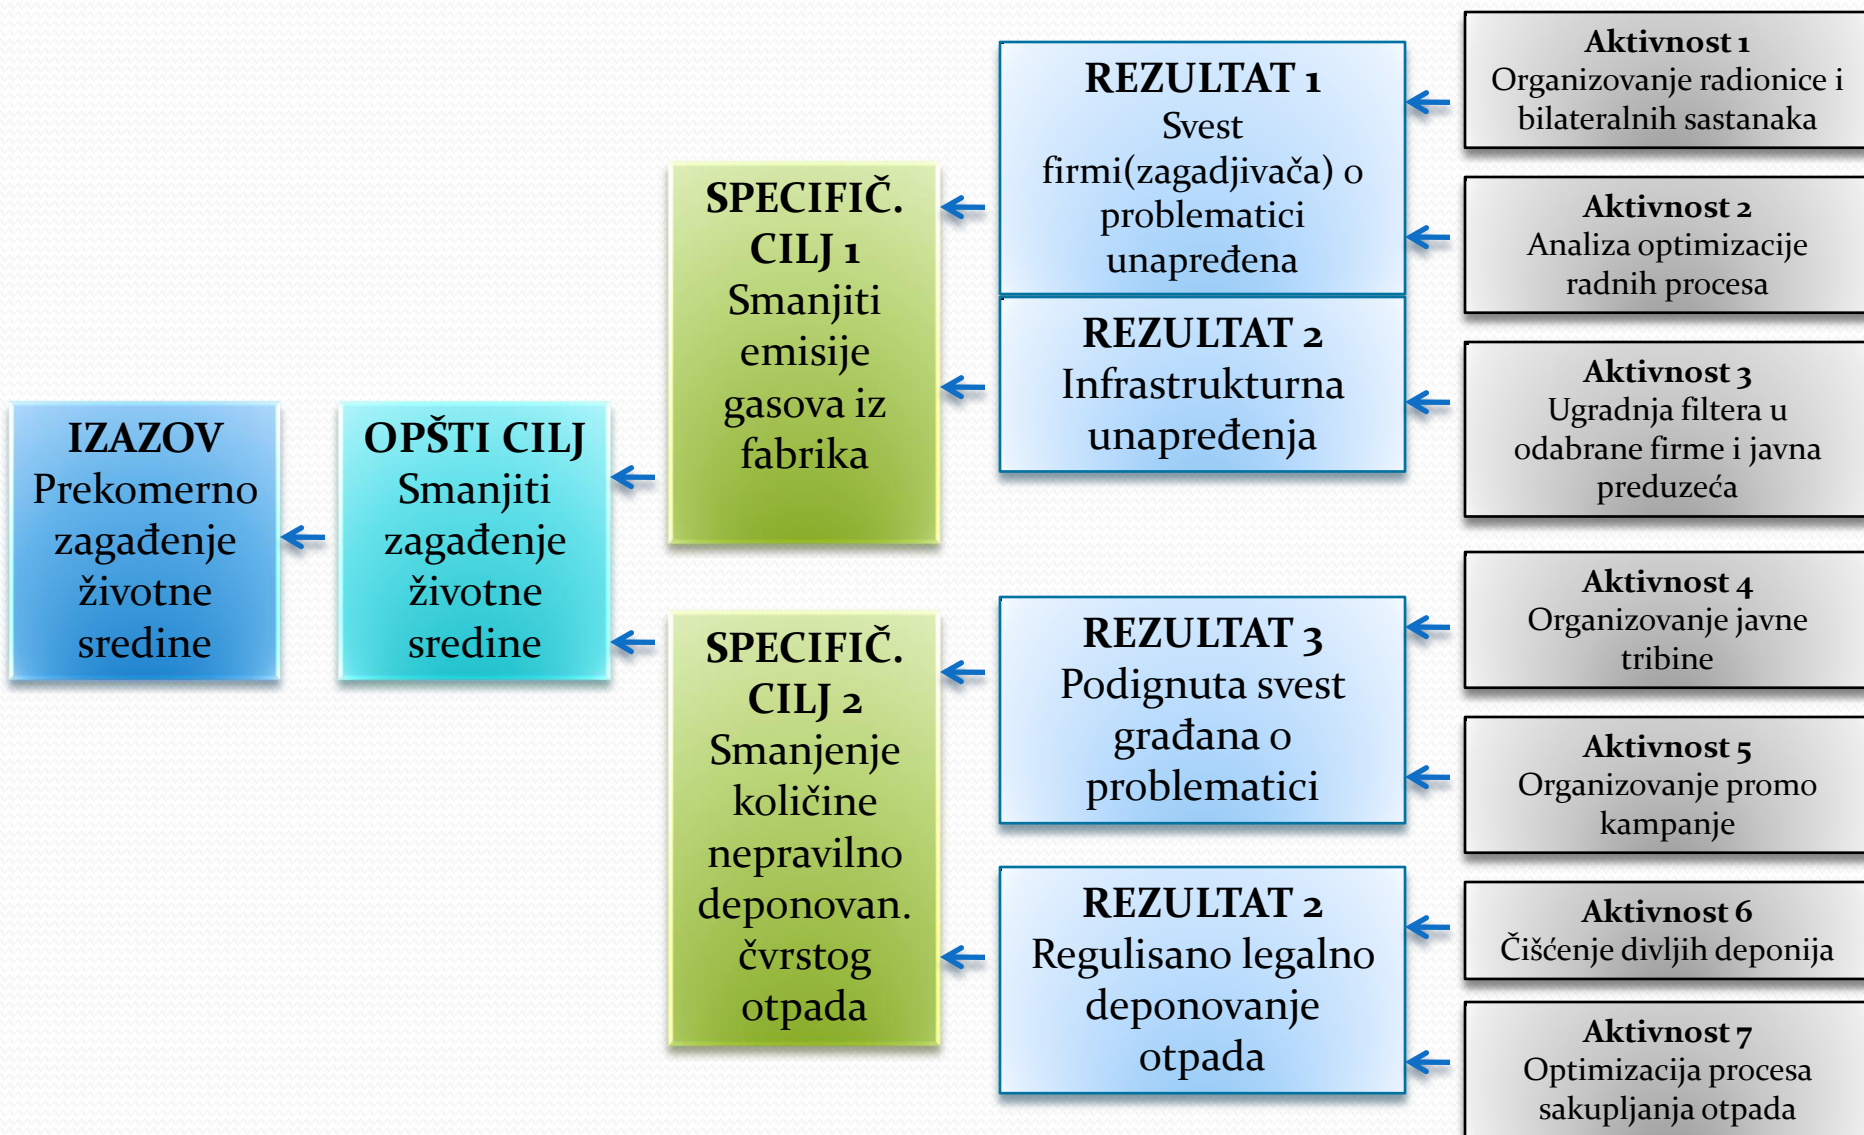 IZAZOV
Prekomerno
zagađenje
životne
sredine
OPŠTI CILJ
Smanjiti
zagađenje
životne
sredine
SPECIFIČ.
CILJ 1
Smanjiti
emisije
gasova iz
fabrika
SPECIFIČ.
CILJ 2
Smanjenje
količine
nepravilno
deponovan.
čvrstog
otpada
REZULTAT 1
Svest
firmi(zagadjivača) o
problematici
unapređena
REZULTAT 2
Infrastrukturna
unapređenja
REZULTAT 3
Podignuta svest
građana o
problematici
REZULTAT 2
Regulisano legalno
deponovanje
otpada
Aktivnost 1
Organizovanje radionice i
bilateralnih sastanaka
Aktivnost 2
Analiza optimizacije
radnih procesa
Aktivnost 3
Ugradnja filtera u
odabrane firme i javna
preduzeća
Aktivnost 4
Organizovanje javne
tribine
Aktivnost 5
Organizovanje promo
kampanje
Aktivnost 6
Čišćenje divljih deponija
Aktivnost 7
Optimizacija procesa
sakupljanja otpada